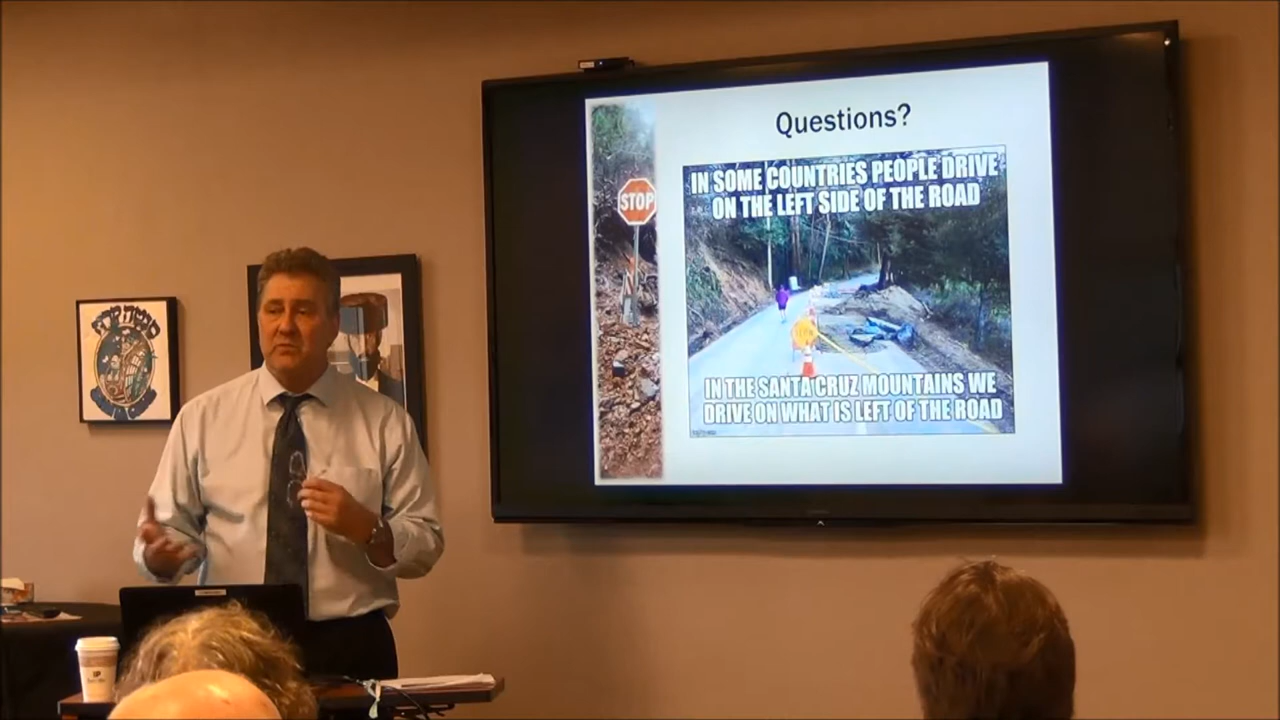 Questions?
STOP
IN SOME COUNTRIES PEOPLE DRIVE
ON THE LEFT SIDE OF THE ROAD
IN THE SANTA CRUZ MOUNTAINS WE
DRIVE ON WHAT IS LEFT OF THE ROAD